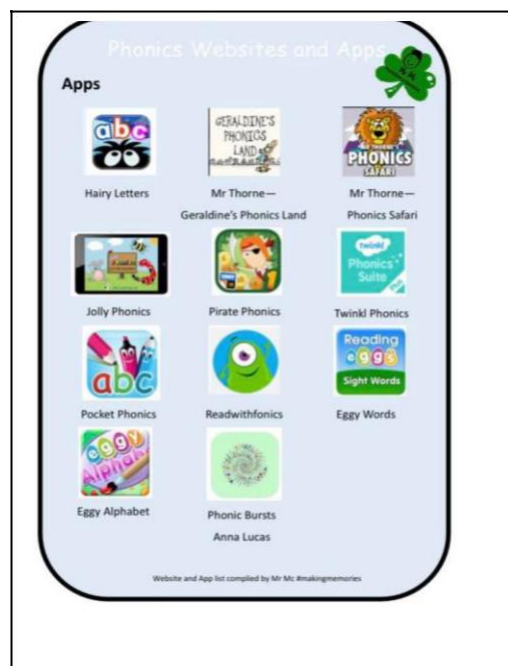 Phonics Websites and Apps
Apps
abc
GERALDINE'S
PHONICS
LAND
MR THORNE'S
PHONICS
SAFARI
Hairy Letters
Mr Thorne—
Geraldine's Phonics Land
Mr Thorne—
Phonics Safari
twinkl
Phonics
Suite
Plus
Jolly Phonics
Pirate Phonics
Twinkl Phonics
abc
Reading
eggs
Sight Words
Pocket Phonics
Readwithfonics
Eggy Words
eggy
Alphabet
Eggy Alphabet
Phonic Bursts
Anna Lucas
Website and App list compiled by Mr Mc #makingmemories